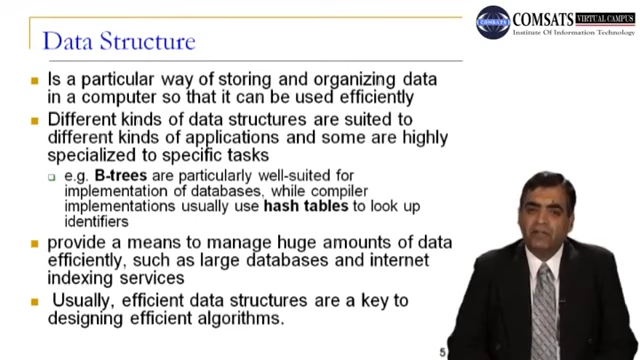 COMSATS
VIRTUAL CAMPUS
Institute Of Information Technology
Data Structure
Is a particular way of storing and organizing data
in a computer so that it can be used efficiently
Different kinds of data structures are suited to
different kinds of applications and some are highly
specialized to specific tasks
e.g. B-trees are particularly well-suited for
implementation of databases, while compiler
implementations usually use hash tables to look up
identifiers
provide a means to manage huge amounts of data
efficiently, such as large databases and internet
indexing services
Usually, efficient data structures are a key to
designing efficient algorithms.
5